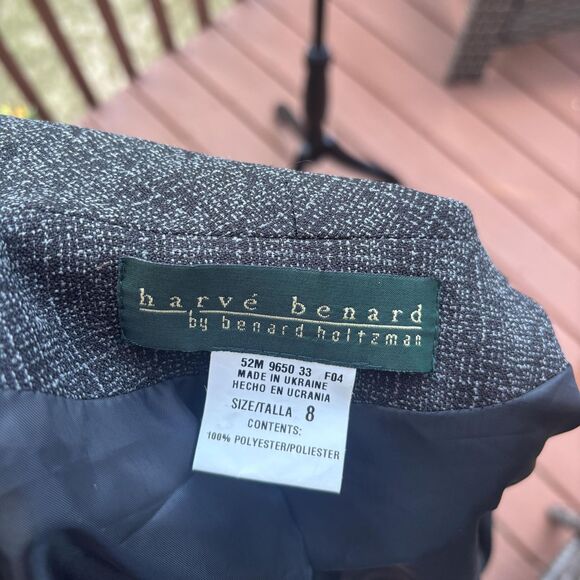 harvé benard
by benard holtzman
52M 9650 33 F04
MADE IN UKRAINE
HECHO EN UCRANIA
SIZE/TALLA 8
CONTENTS:
100% POLYESTER/POLIESTER